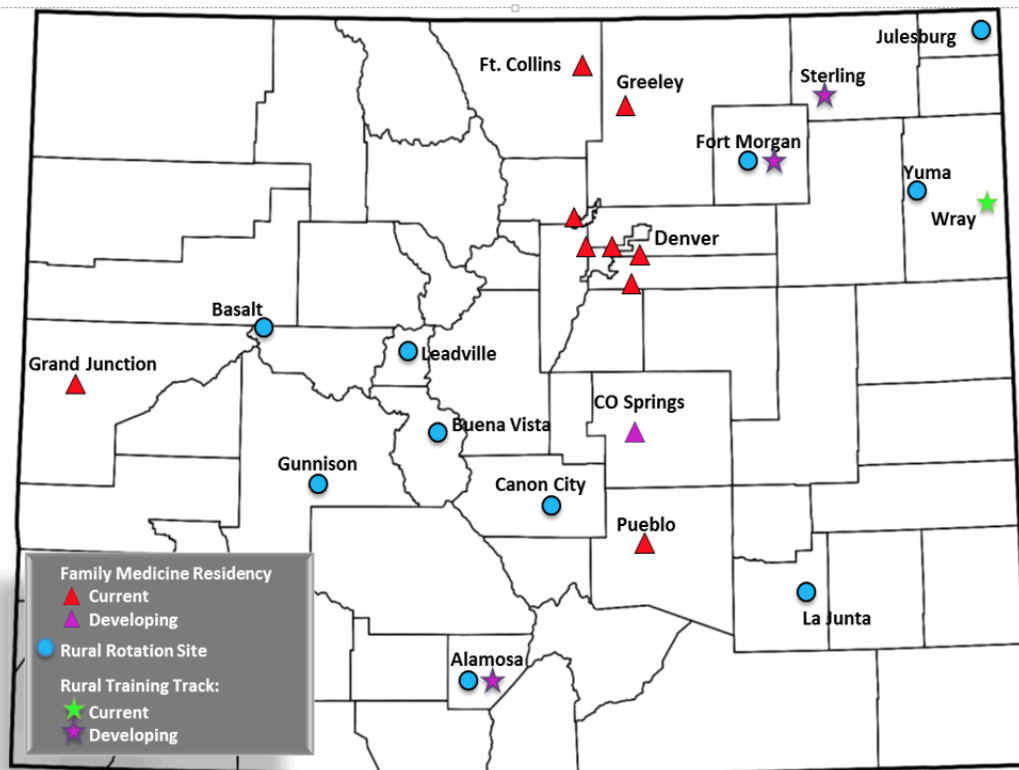 Julesburg
Ft. Collins
Sterling
Greeley
Fort Morgan
Yuma
Wray
Denver
Basalt
Leadville
Grand Junction
CO Springs
Buena Vista
Gunnison
Canon City
Pueblo
La Junta
Alamosa
Family Medicine Residency
Current
Developing
Rural Rotation Site
Rural Training Track:
Current
Developing